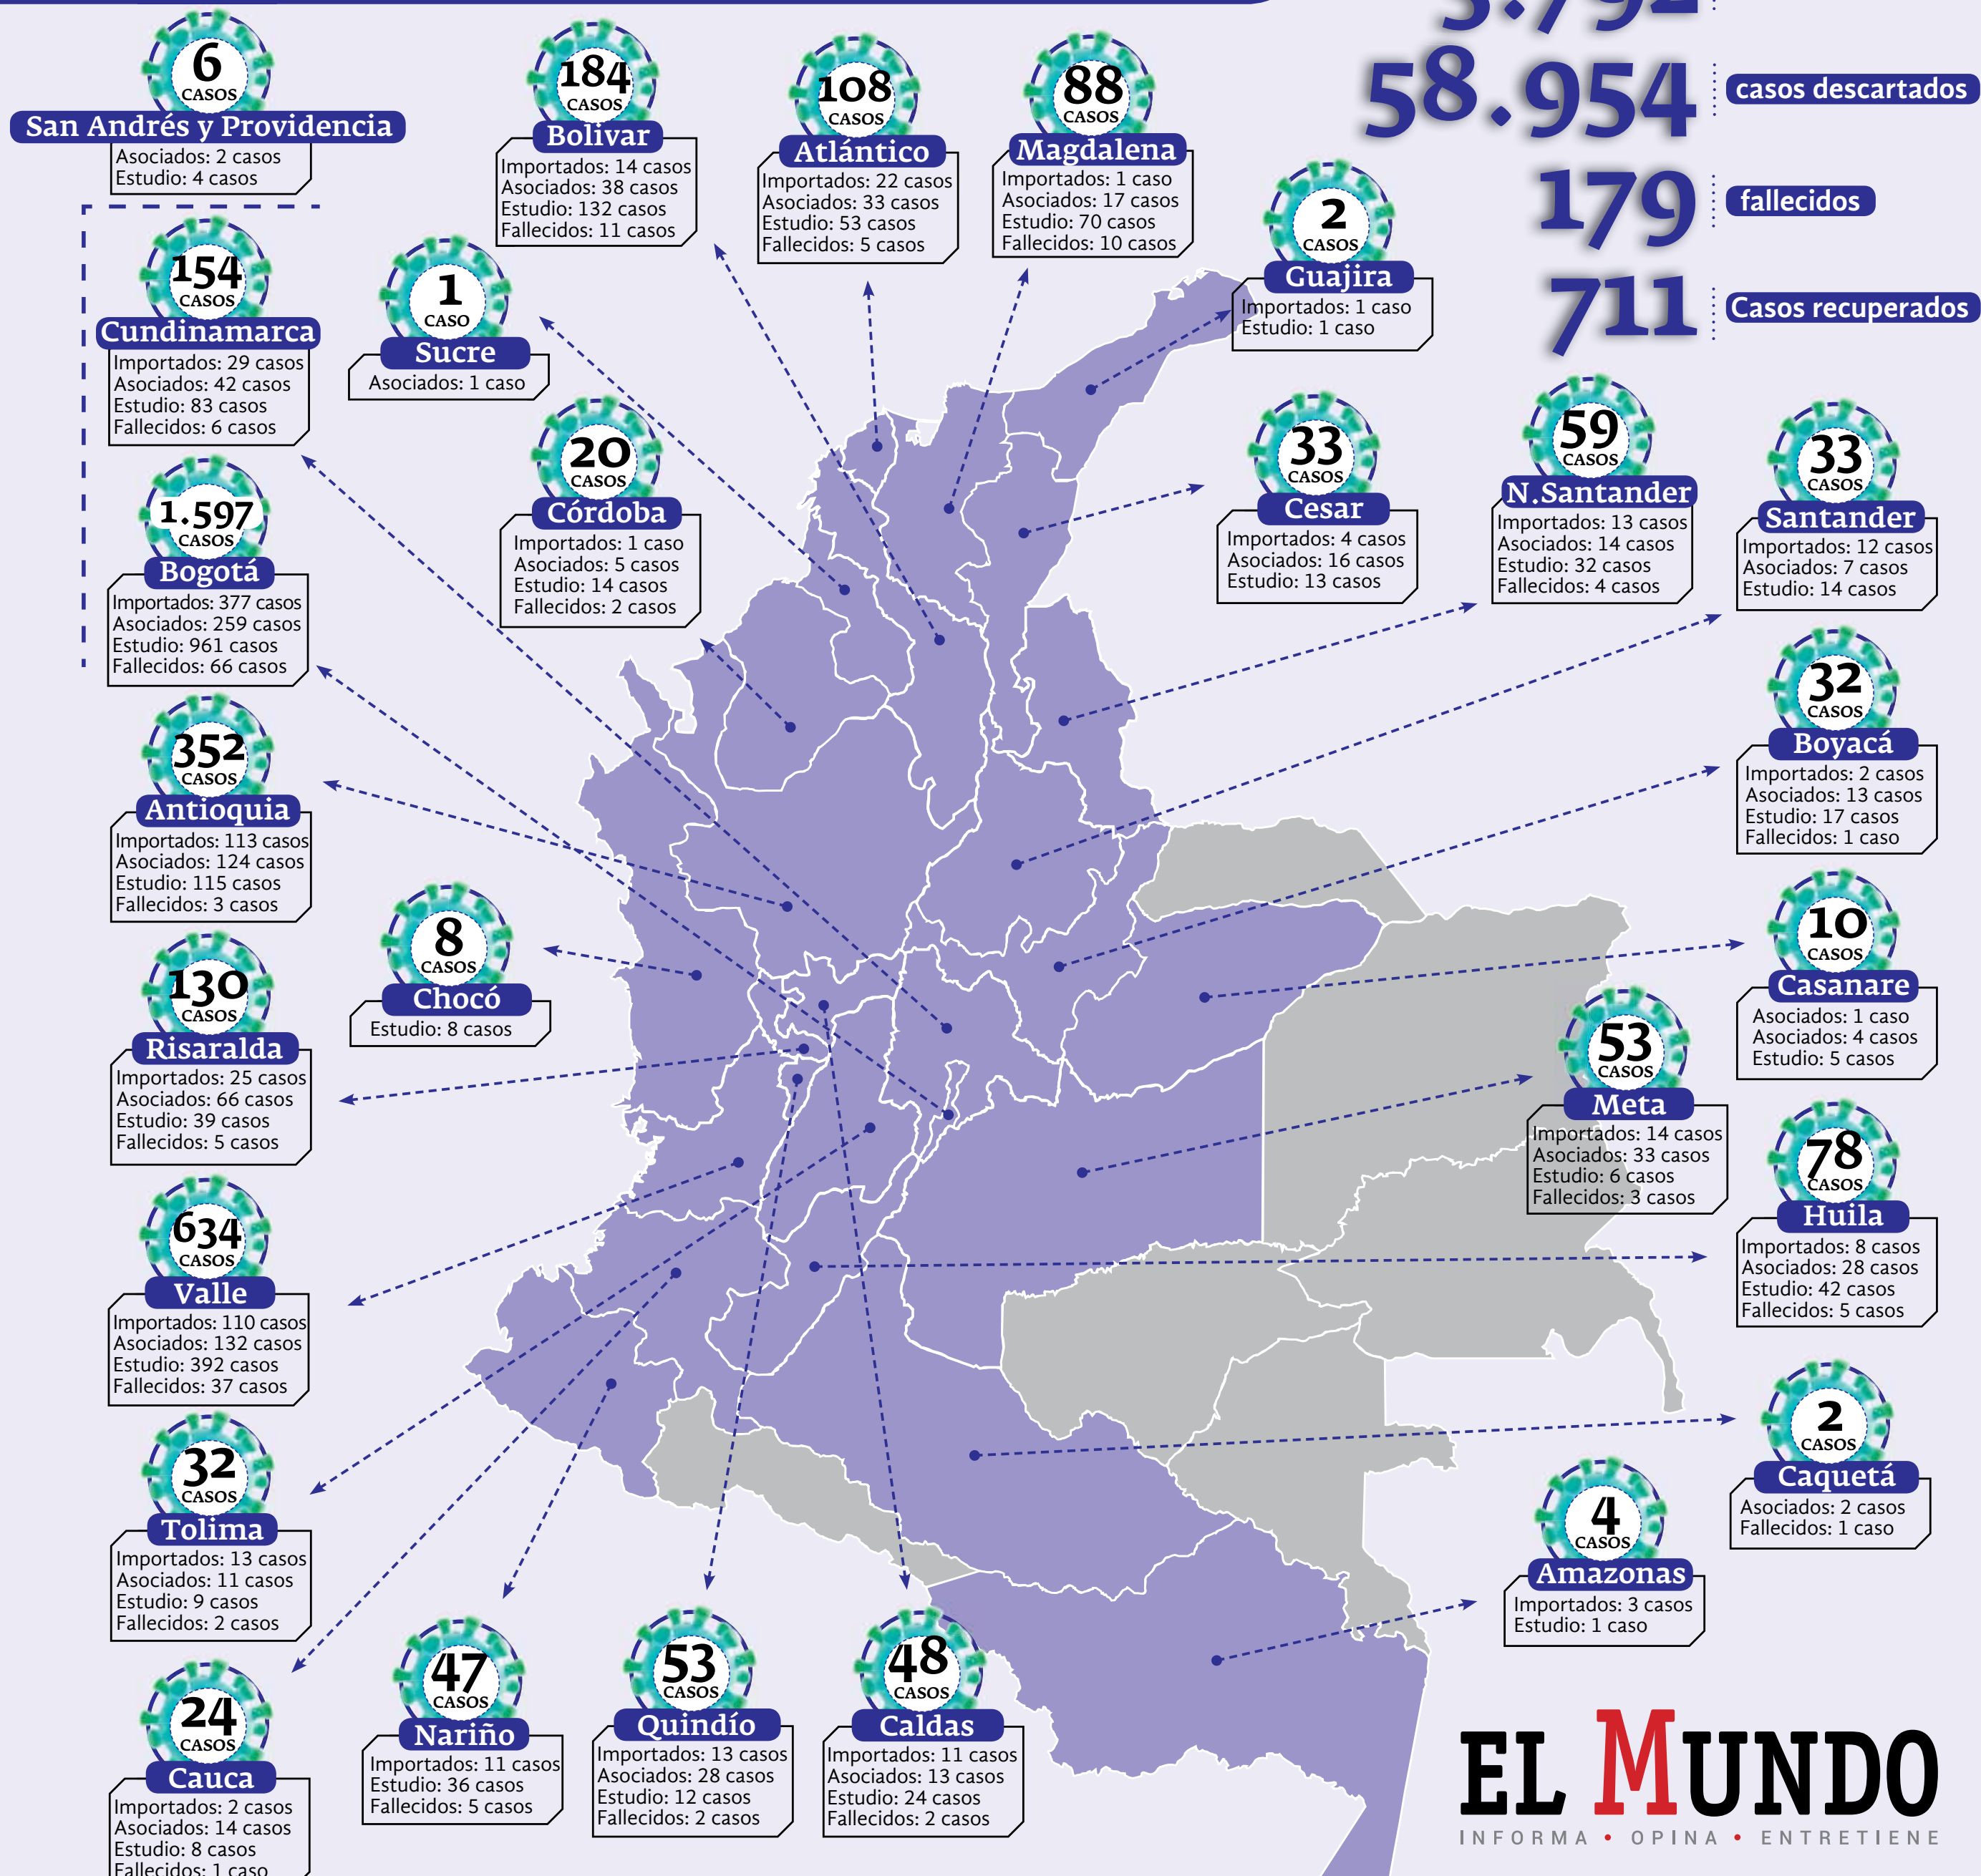 3.792
58.954
casos descartados
179
fallecidos
711
Casos recuperados
6
CASOS
San Andrés y Providencia
Asociados: 2 casos
Estudio: 4 casos
184
CASOS
Bolivar
Importados: 14 casos
Asociados: 38 casos
Estudio: 132 casos
Fallecidos: 11 casos
108
CASOS
Atlántico
Importados: 22 casos
Asociados: 33 casos
Estudio: 53 casos
Fallecidos: 5 casos
88
CASOS
Magdalena
Importados: 1 caso
Asociados: 17 casos
Estudio: 70 casos
Fallecidos: 10 casos
2
CASOS
Guajira
Importados: 1 caso
Estudio: 1 caso
154
CASOS
Cundinamarca
Importados: 29 casos
Asociados: 42 casos
Estudio: 83 casos
Fallecidos: 6 casos
1
CASO
Sucre
Asociados: 1 caso
20
CASOS
Córdoba
Importados: 1 caso
Asociados: 5 casos
Estudio: 14 casos
Fallecidos: 2 casos
33
CASOS
Cesar
Importados: 4 casos
Asociados: 16 casos
Estudio: 13 casos
59
CASOS
N.Santander
Importados: 13 casos
Asociados: 14 casos
Estudio: 32 casos
Fallecidos: 4 casos
33
CASOS
Santander
Importados: 12 casos
Asociados: 7 casos
Estudio: 14 casos
1.597
CASOS
Bogotá
Importados: 377 casos
Asociados: 259 casos
Estudio: 961 casos
Fallecidos: 66 casos
32
CASOS
Boyacá
Importados: 2 casos
Asociados: 13 casos
Estudio: 17 casos
Fallecidos: 1 caso
352
CASOS
Antioquia
Importados: 113 casos
Asociados: 124 casos
Estudio: 115 casos
Fallecidos: 3 casos
8
CASOS
Chocó
Estudio: 8 casos
10
CASOS
Casanare
Asociados: 1 caso
Asociados: 4 casos
Estudio: 5 casos
130
CASOS
Risaralda
Importados: 25 casos
Asociados: 66 casos
Estudio: 39 casos
Fallecidos: 5 casos
53
CASOS
Meta
Importados: 14 casos
Asociados: 33 casos
Estudio: 6 casos
Fallecidos: 3 casos
78
CASOS
Huila
Importados: 8 casos
Asociados: 28 casos
Estudio: 42 casos
Fallecidos: 5 casos
634
CASOS
Valle
Importados: 110 casos
Asociados: 132 casos
Estudio: 392 casos
Fallecidos: 37 casos
2
CASOS
Caquetá
Asociados: 2 casos
Fallecidos: 1 caso
32
CASOS
Tolima
Importados: 13 casos
Asociados: 11 casos
Estudio: 9 casos
Fallecidos: 2 casos
4
CASOS
Amazonas
Importados: 3 casos
Estudio: 1 caso
24
CASOS
Cauca
Importados: 2 casos
Asociados: 14 casos
Estudio: 8 casos
Fallecidos: 1 caso
47
CASOS
Nariño
Importados: 11 casos
Estudio: 36 casos
Fallecidos: 5 casos
53
CASOS
Quindío
Importados: 13 casos
Asociados: 28 casos
Estudio: 12 casos
Fallecidos: 2 casos
48
CASOS
Caldas
Importados: 11 casos
Asociados: 13 casos
Estudio: 24 casos
Fallecidos: 2 casos
EL MUNDO
INFORMA • OPINA • ENTRETIENE